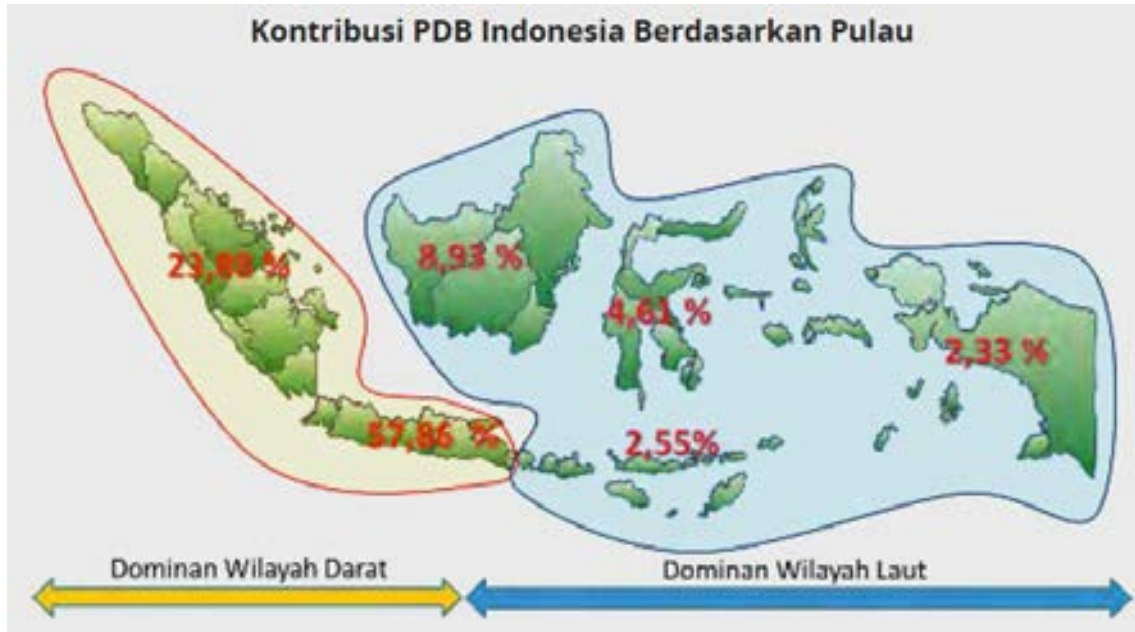 Kontribusi PDB Indonesia Berdasarkan Pulau
8,93 %
23,88 %
4,61 %
2,33 %
57,86 %
2,55%
Dominan Wilayah Darat
Dominan Wilayah Laut